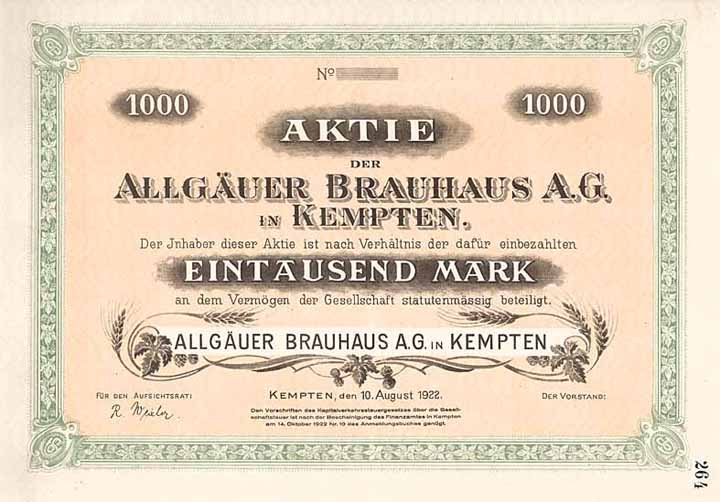 Nº
1000
1000
AKTIE
DER
ALLGÄUER BRAUHAUS A.G.
IN KEMPTEN.
Der Jnhaber dieser Aktie ist nach Verhältnis der dafür einbezahlten
EINTAUSEND MARK
an dem Vermögen der Gesellschaft statutenmässig beteiligt.
ALLGÄUER BRAUHAUS A.G. IN KEMPTEN
FÜR DEN AUFSICHTSRAT:
KEMPTEN, den 10. August 1922.
DER VORSTAND:
Den Vorschriften des Kapitalverkehrsteuergesetzes über die Gesell-
schaftsteuer ist nach der Bescheinigung des Finanzamtes in Kempten
am 14. Oktober 1922 Nr. 10 des Anmeldungsbuches genügt.
264